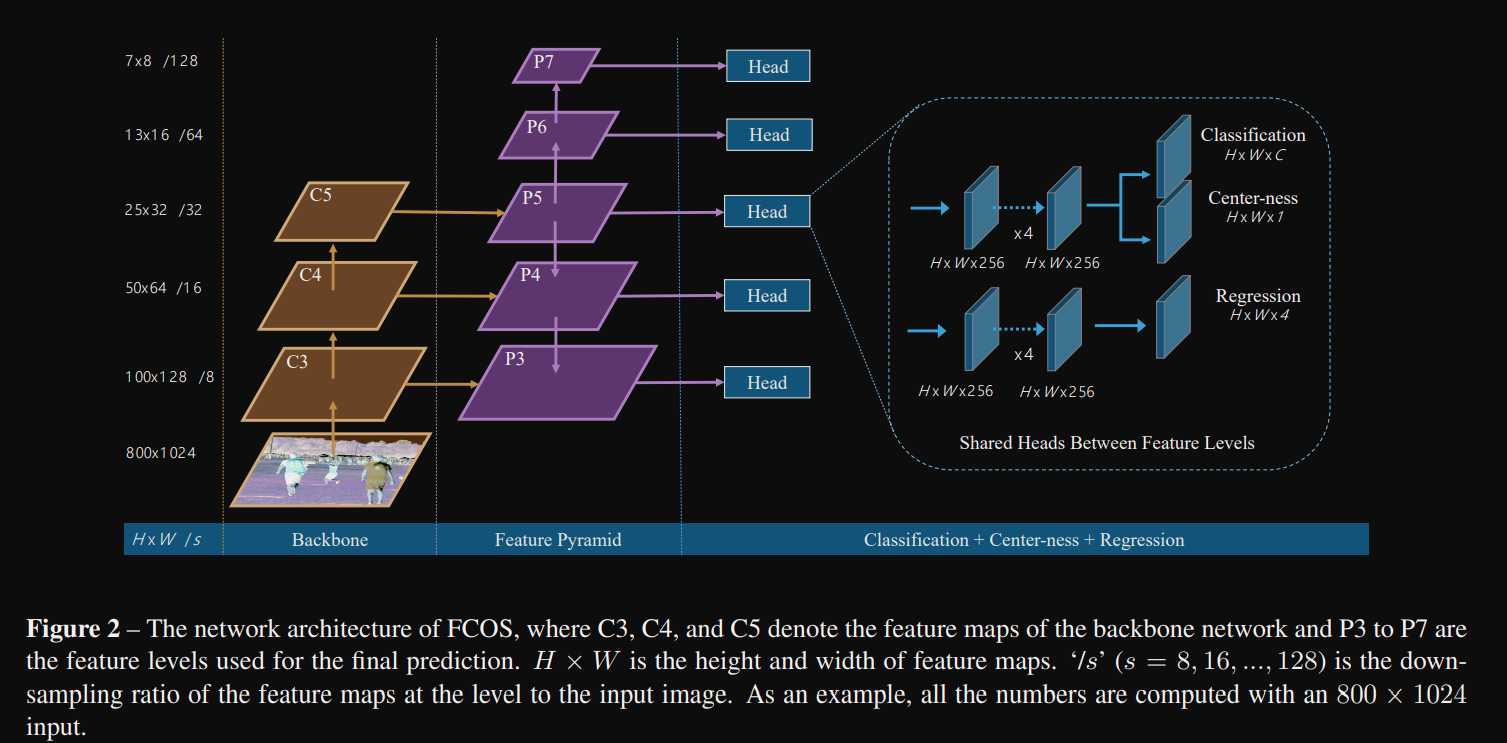 7x8 /128
P7
Head
13x16 /64
P6
Head
C5
25x32 /32
P5
Head
C4
50x64 /16
P4
Head
C3
100x128 /8
P3
Head
800x1024
Classification
H x W x C
Center-ness
H x W x 1
x4
H x W x 256 H x W x 256
Regression
H x W x 4
x4
H x W x 256 H x W x 256
Shared Heads Between Feature Levels
H x W /s Backbone Feature Pyramid Classification + Center-ness + Regression
Figure 2 – The network architecture of FCOS, where C3, C4, and C5 denote the feature maps of the backbone network and P3 to P7 are
the feature levels used for the final prediction. H × W is the height and width of feature maps. ‘/s’ (s = 8, 16, ..., 128) is the down-
sampling ratio of the feature maps at the level to the input image. As an example, all the numbers are computed with an 800 × 1024
input.